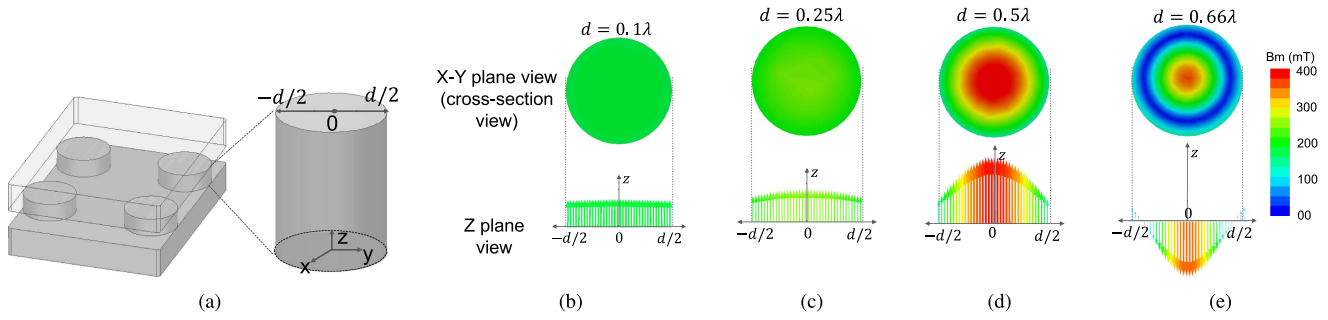 −d/2 d/2
0
z
y
x
(a)
X-Y plane view
(cross-section
view)
Z plane
view
d = 0.1λ
z
−d/2 0 d/2
(b)
d = 0.25λ
z
−d/2 0 d/2
(c)
d = 0.5λ
z
−d/2 0 d/2
(d)
d = 0.66λ
z
0
−d/2 d/2
(e)
Bm (mT)
400
300
200
100
00